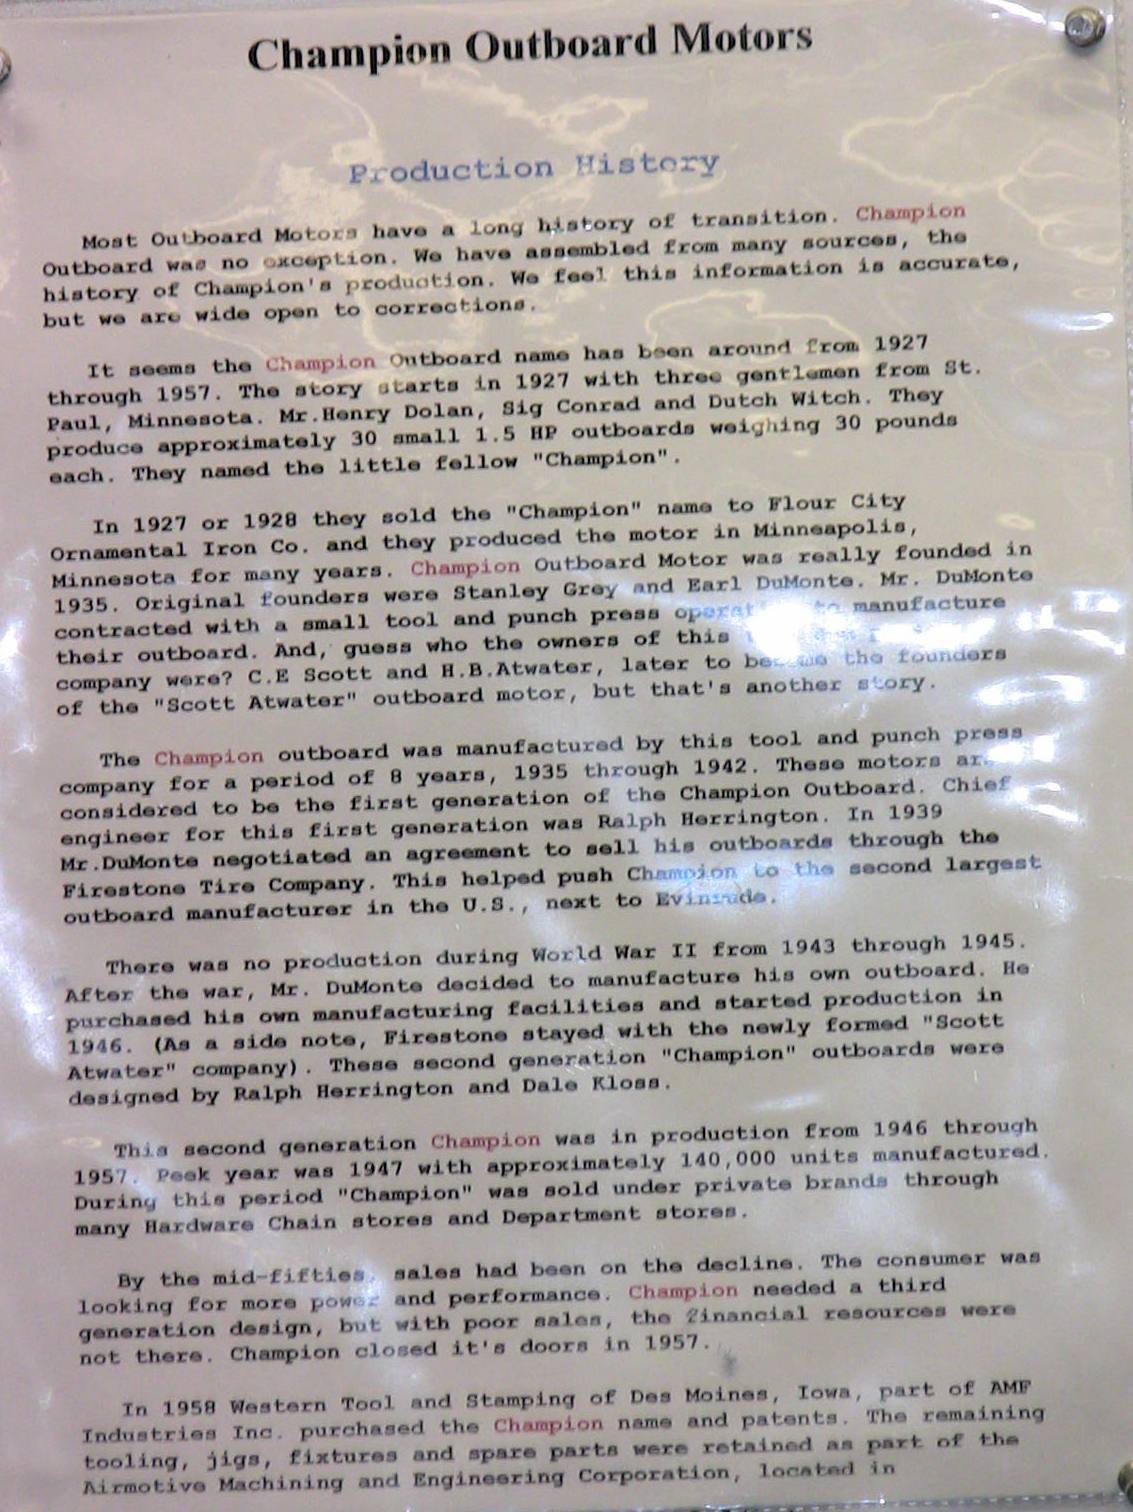 Champion Outboard Motors
Production History
Most Outboard Motors have a long history of transition. Champion
Outboard was no exception. We have assembled from many sources, the
history of Champion's production. We feel this information is accurate,
but we are wide open to corrections.
It seems the Champion Outboard name has been around from 1927
through 1957. The story starts in 1927 with three gentlemen from St.
Paul, Minnesota. Mr.Henry Dolan, Sig Conrad and Dutch Witch. They
produce approximately 30 small 1.5 HP outboards weighing 30 pounds
each. They named the little fellow "Champion".
In 1927 or 1928 they sold the "Champion" name to Flour City
Ornamental Iron Co. and they produced the motor in Minneapolis,
Minnesota for many years. Champion Outboard Motor was really founded in
1935. Original founders were Stanley Grey and Earl DuMonte. Mr. DuMonte
contracted with a small tool and punch press to manufacture
their outboard. And, guess who the owners of this
company were? C.E Scott and H.B.Atwater, later to become the founders
of the "Scott Atwater" outboard motor, but that's another story.
The Champion outboard was manufactured by this tool and punch press
company for a period of 8 years, 1935 through 1942. These motors are
considered to be the first generation of the Champion Outboard. Chief
engineer for this first generation was Ralph Herrington. In 1939
Mr.DuMonte negotiated an agreement to sell his outboards through the
Firestone Tire Company. This helped push Champion to the second largest
outboard manufacturer in the U.S., next to Evinrude.
There was no production during World War II from 1943 through 1945.
After the war, Mr. DuMonte decided to manufacture his own outboard. He
purchased his own manufacturing facilities and started production in
1946. (As a side note, Firestone stayed with the newly formed "Scott
Atwater" company). These second generation "Champion" outboards were
designed by Ralph Herrington and Dale Kloss.
This second generation Champion was in production from 1946 through
1957. Peek year was 1947 with approximately 140,000 units manufactured.
During this period "Champion" was sold under private brands through
many Hardware Chain stores and Department stores.
By the mid-fifties, sales had been on the decline. The consumer was
looking for more power and performance. Champion needed a third
generation design, but with poor sales, the financial resources were
not there. Champion closed it's doors in 1957.
In 1958 Western Tool and Stamping of Des Moines, Iowa, part of AMF
Industries Inc. purchased the Champion name and patents. The remaining
tooling, jigs, fixtures and spare parts were retained as part of the
Airmotive Machining and Engineering Corporation, located in